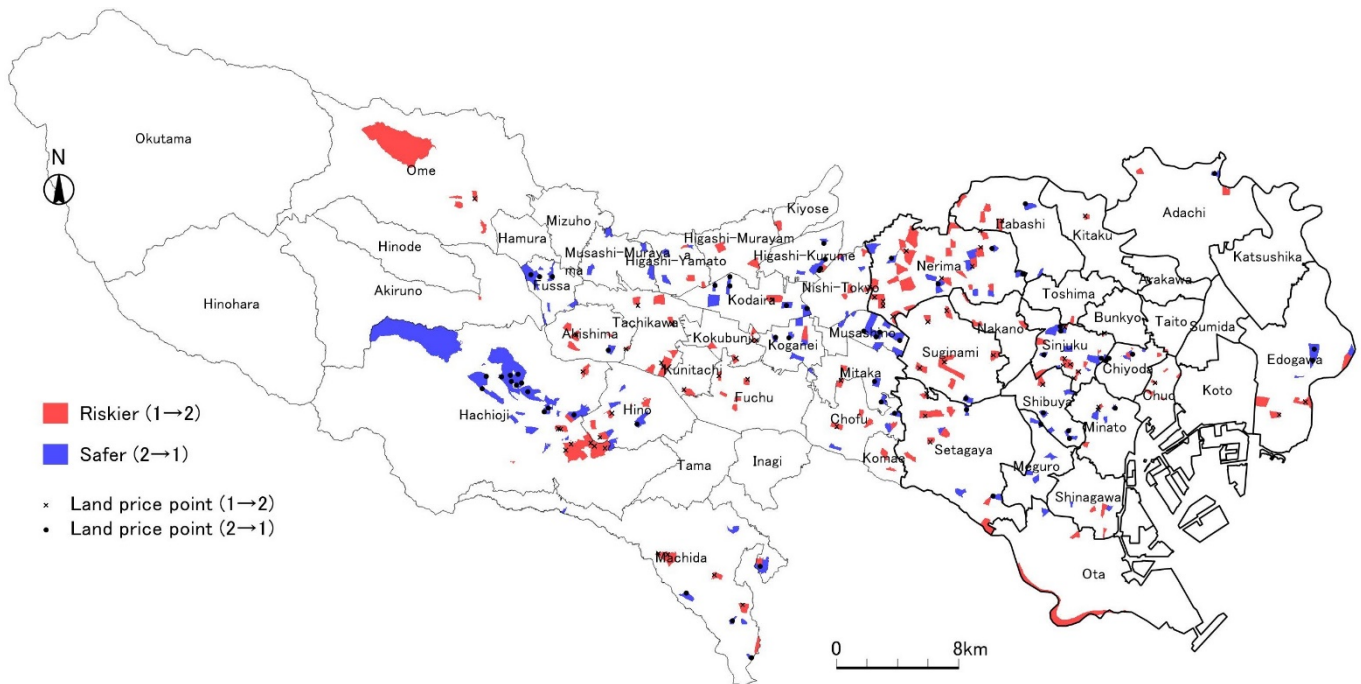 Okutama
N
Ome
Kiyose
Mizuho
Hamura
Itabashi
Adachi
Kitaku
Hinode
Musashi-Muraya
ma
Higashi-Murayam
a
Higashi-Yamato
Higashi-Kurume
Nerima
Katsushika
Hinohara
Akiruno
Fussa
Kodaira
Nishi-Tokyo
Toshima
Arakawa
Bunkyo
Taito
Sumida
Akishima
Tachikawa
Kokubunji
Koganei
Musashino
Nakano
Sinjuku
Suginami
Chiyoda
Edogawa
Kunitachi
Mitaka
Hachioji
Hino
Fuchu
Chofu
Shibuya
Chuo
Koto
Minato
Riskier (1→2)
Safer (2→1)
Tama
Inagi
Komae
Setagaya
Meguro
Shinagawa
× Land price point (1→2)
● Land price point (2→1)
Machida
Ota
0 8km